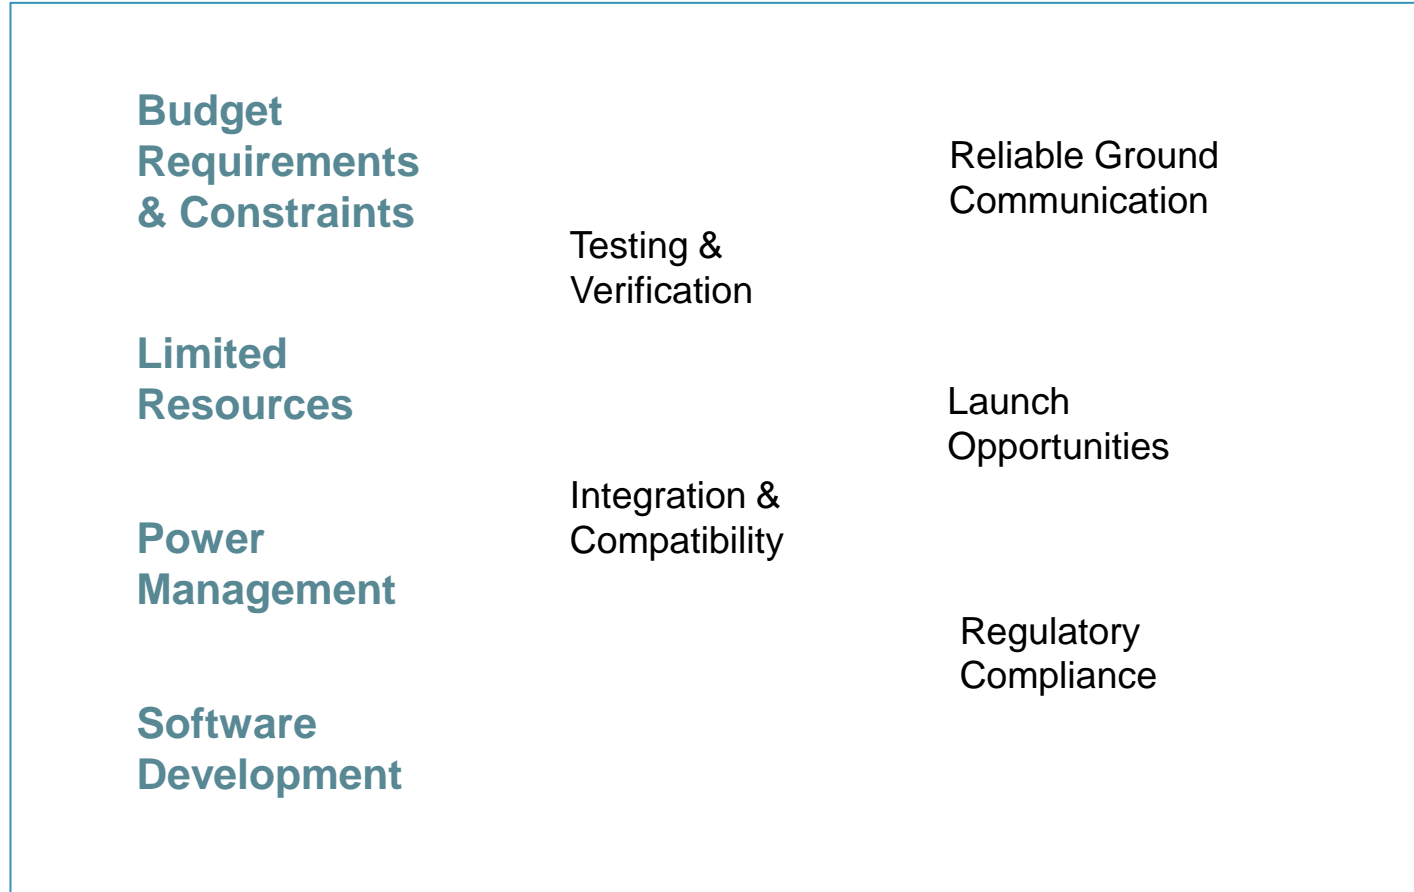 Budget
Requirements
& Constraints
Limited
Resources
Power
Management
Software
Development
Testing &
Verification
Integration &
Compatibility
Reliable Ground
Communication
Launch
Opportunities
Regulatory
Compliance